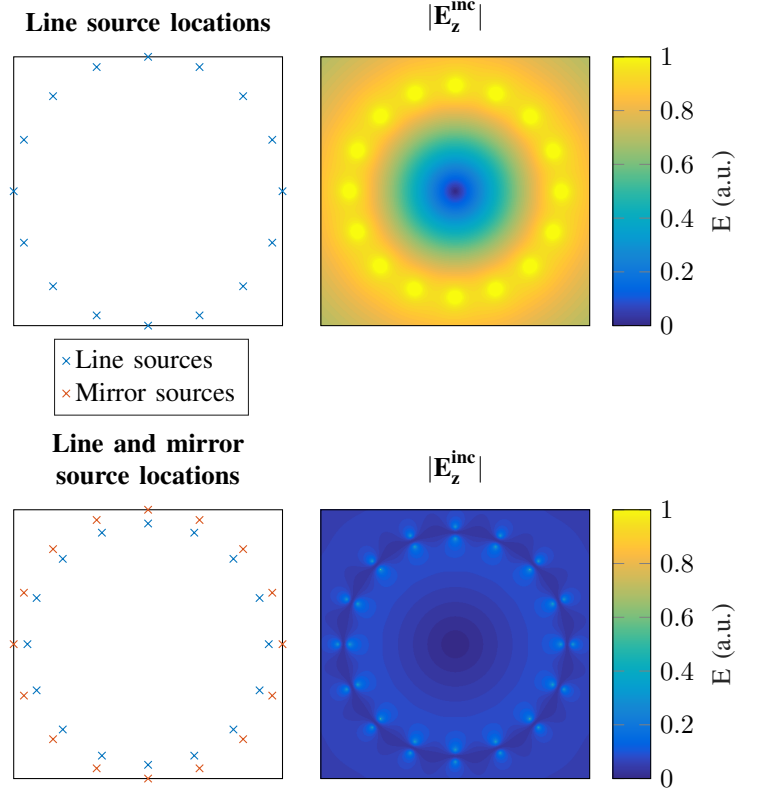 Line source locations
|E_z^inc|
1
0.8
0.6
0.4
0.2
0
E (a.u.)
Line sources
Mirror sources
Line and mirror
source locations
|E_z^inc|
1
0.8
0.6
0.4
0.2
0
E (a.u.)